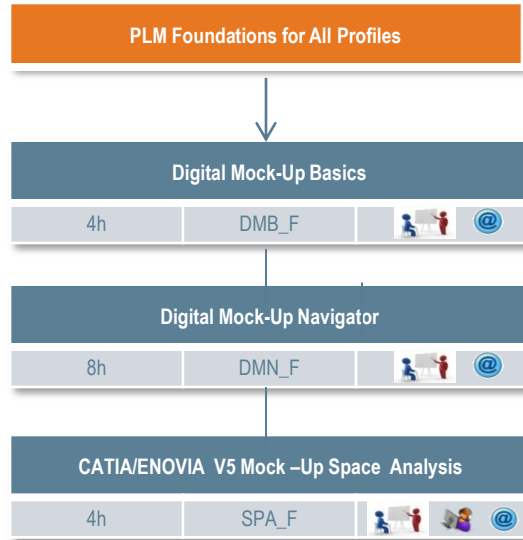 PLM Foundations for All Profiles
Digital Mock-Up Basics
4h DMB_F @
Digital Mock-Up Navigator
8h DMN_F @
CATIA/ENOVIA V5 Mock –Up Space Analysis
4h SPA_F @